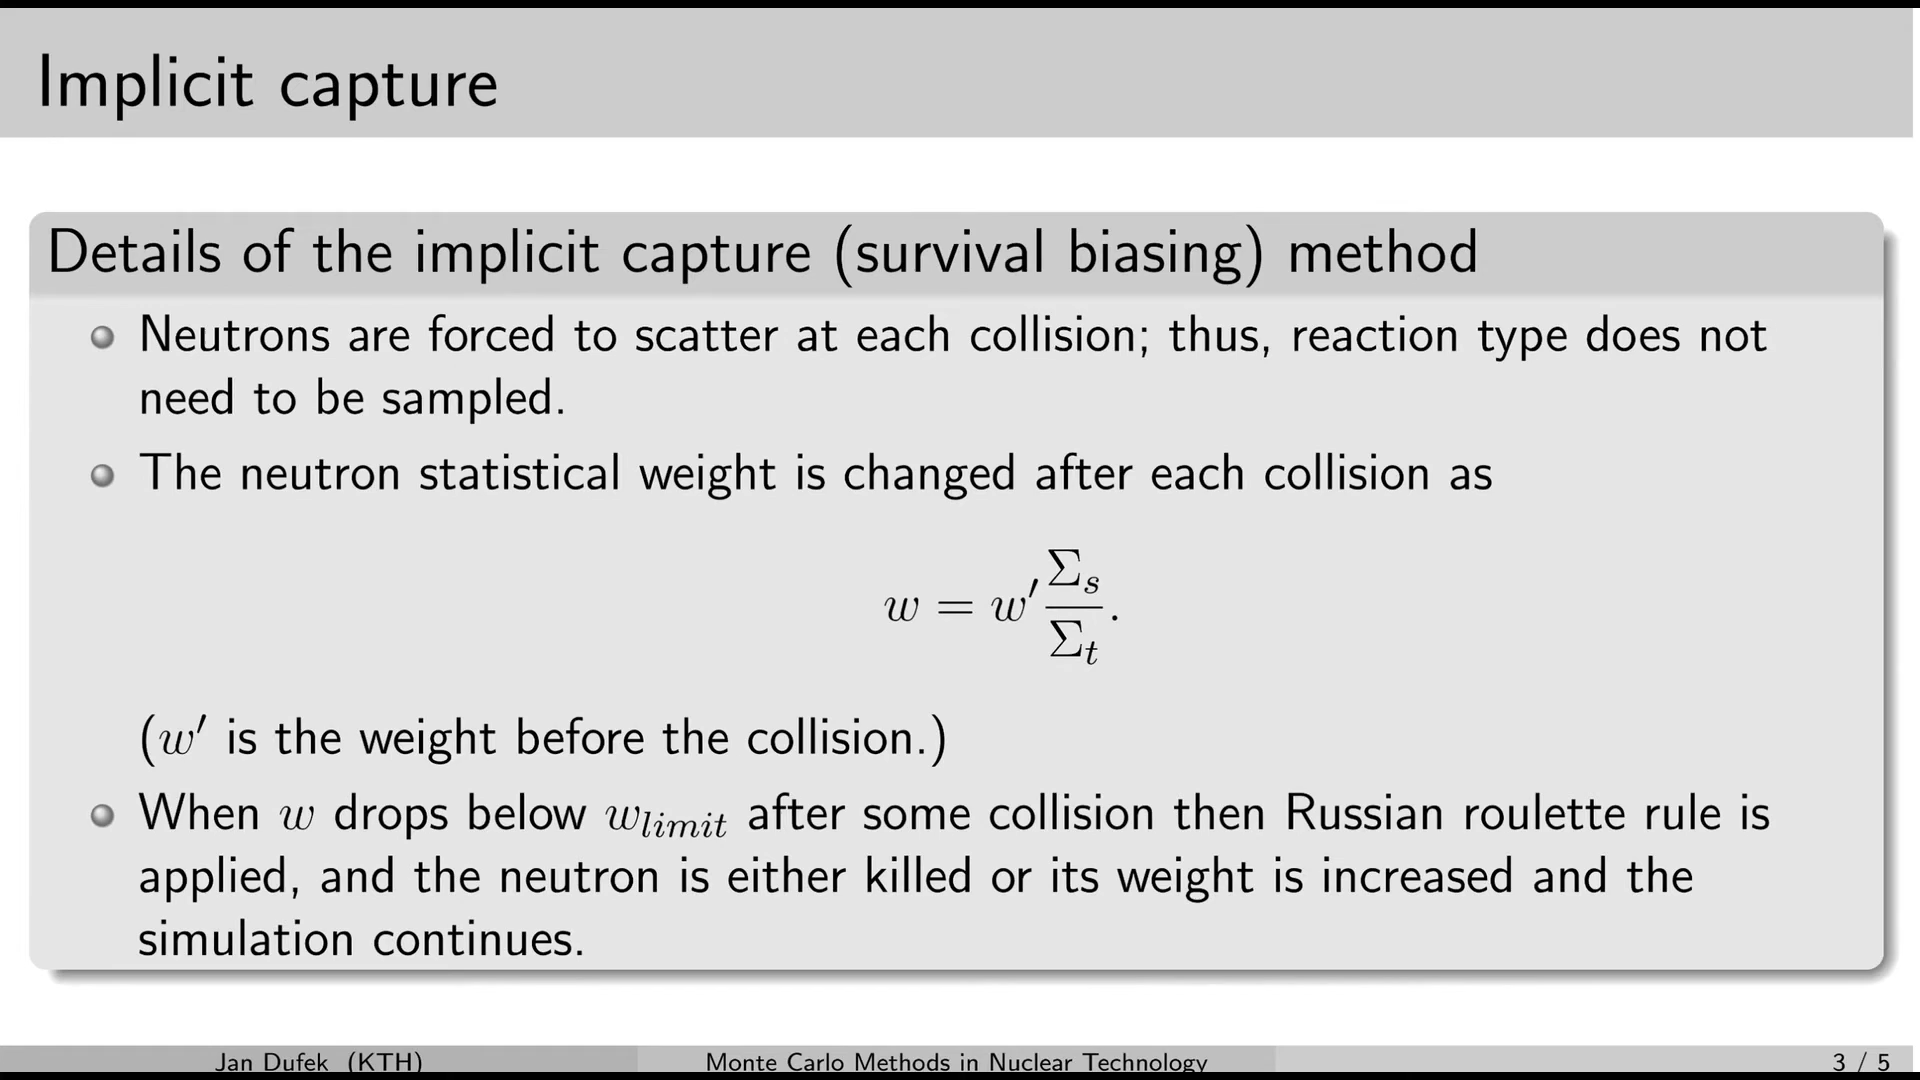 Implicit capture
Details of the implicit capture (survival biasing) method
Neutrons are forced to scatter at each collision; thus, reaction type does not
need to be sampled.
The neutron statistical weight is changed after each collision as
w = w′ Σs/Σt.
(w′ is the weight before the collision.)
When w drops below wlimit after some collision then Russian roulette rule is
applied, and the neutron is either killed or its weight is increased and the
simulation continues.
Jan Dufek (KTH) Monte Carlo Methods in Nuclear Technology 3 / 5